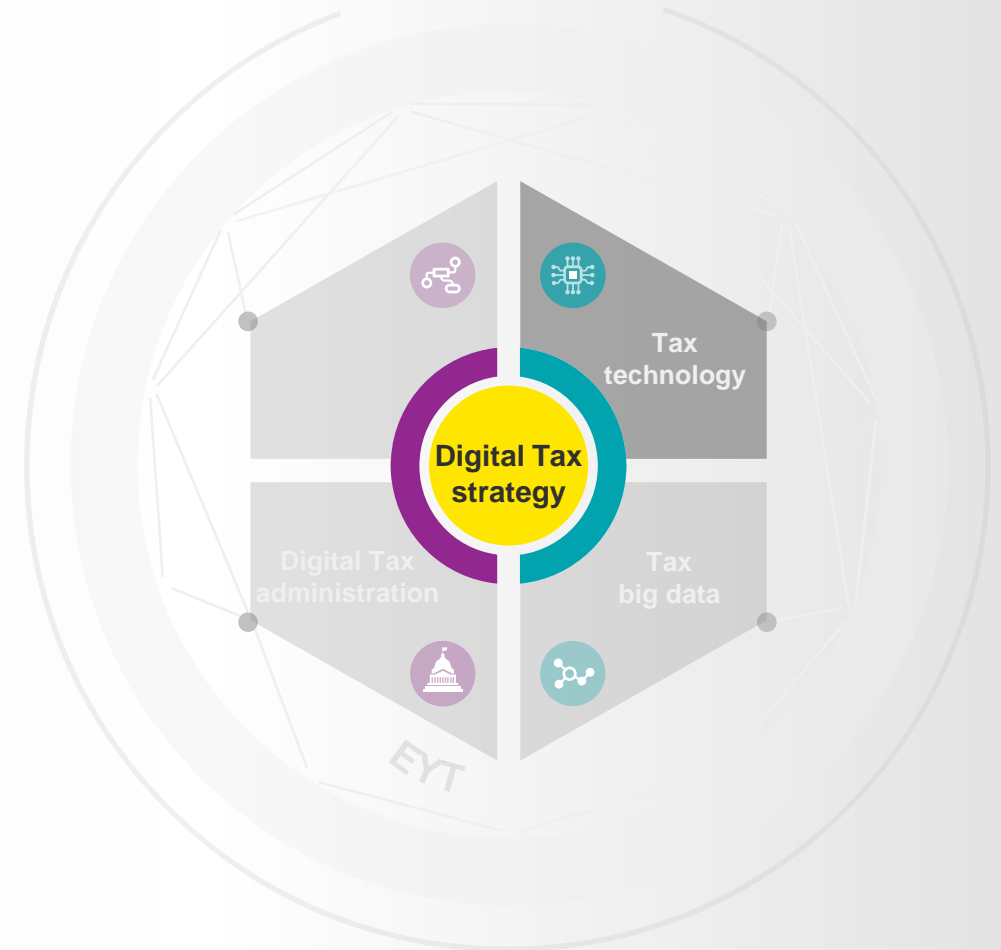 Tax
technology
Digital Tax
strategy
Digital Tax
administration
Tax
big data
EYT